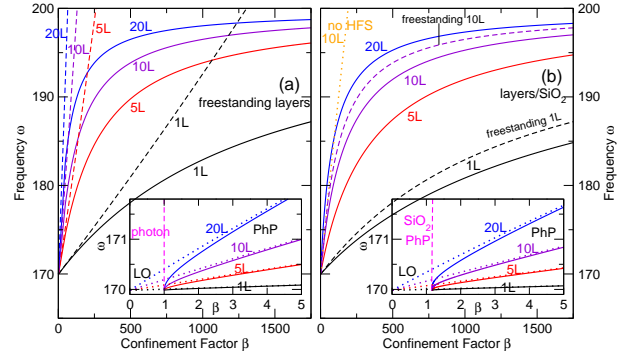 200
190
180
170
Frequency ω
20L
10L
5L
20L
10L
5L
1L
1L
(a)
freestanding layers
171
170
ω
photon
20L
PhP
10L
LO
5L
1L
0 1 2 3 4 5
β
0 500 1000 1500
Confinement Factor β
200
190
180
170
Frequency ω
no HFS
10L
freestanding 10L
20L
10L
(b)
layers/SiO2
5L
freestanding 1L
1L
171
170
ω
SiO2
PhP
20L
PhP
10L
LO
5L
1L
0 1 2 3 4 5
β
0 500 1000 1500
Confinement Factor β